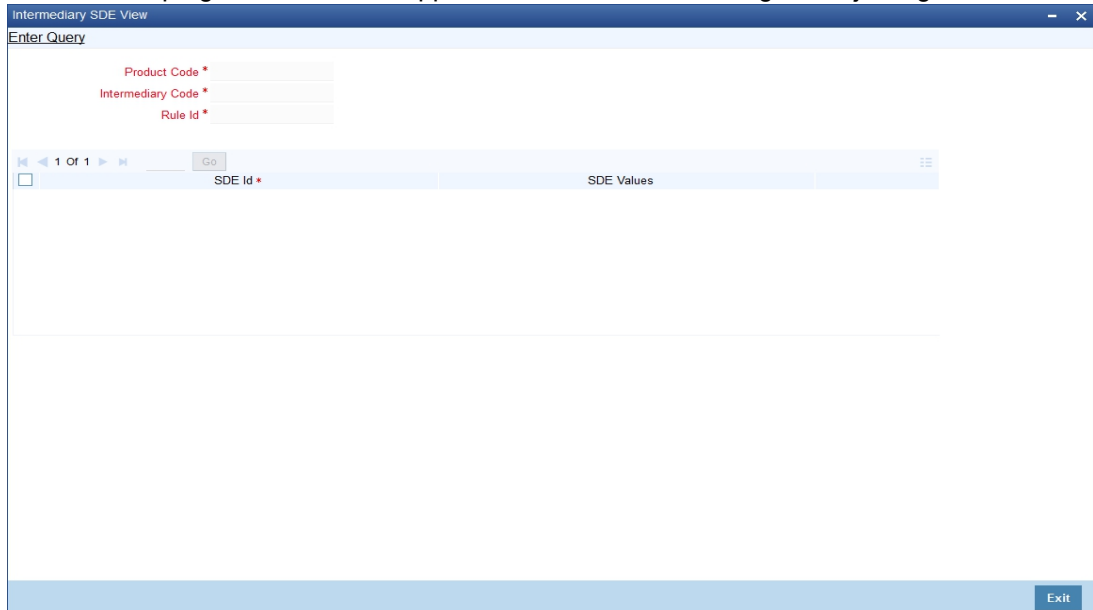 Intermediary SDE View
Enter Query
Product Code *
Intermediary Code *
Rule Id *
1 Of 1 Go
SDE Id * SDE Values
Exit